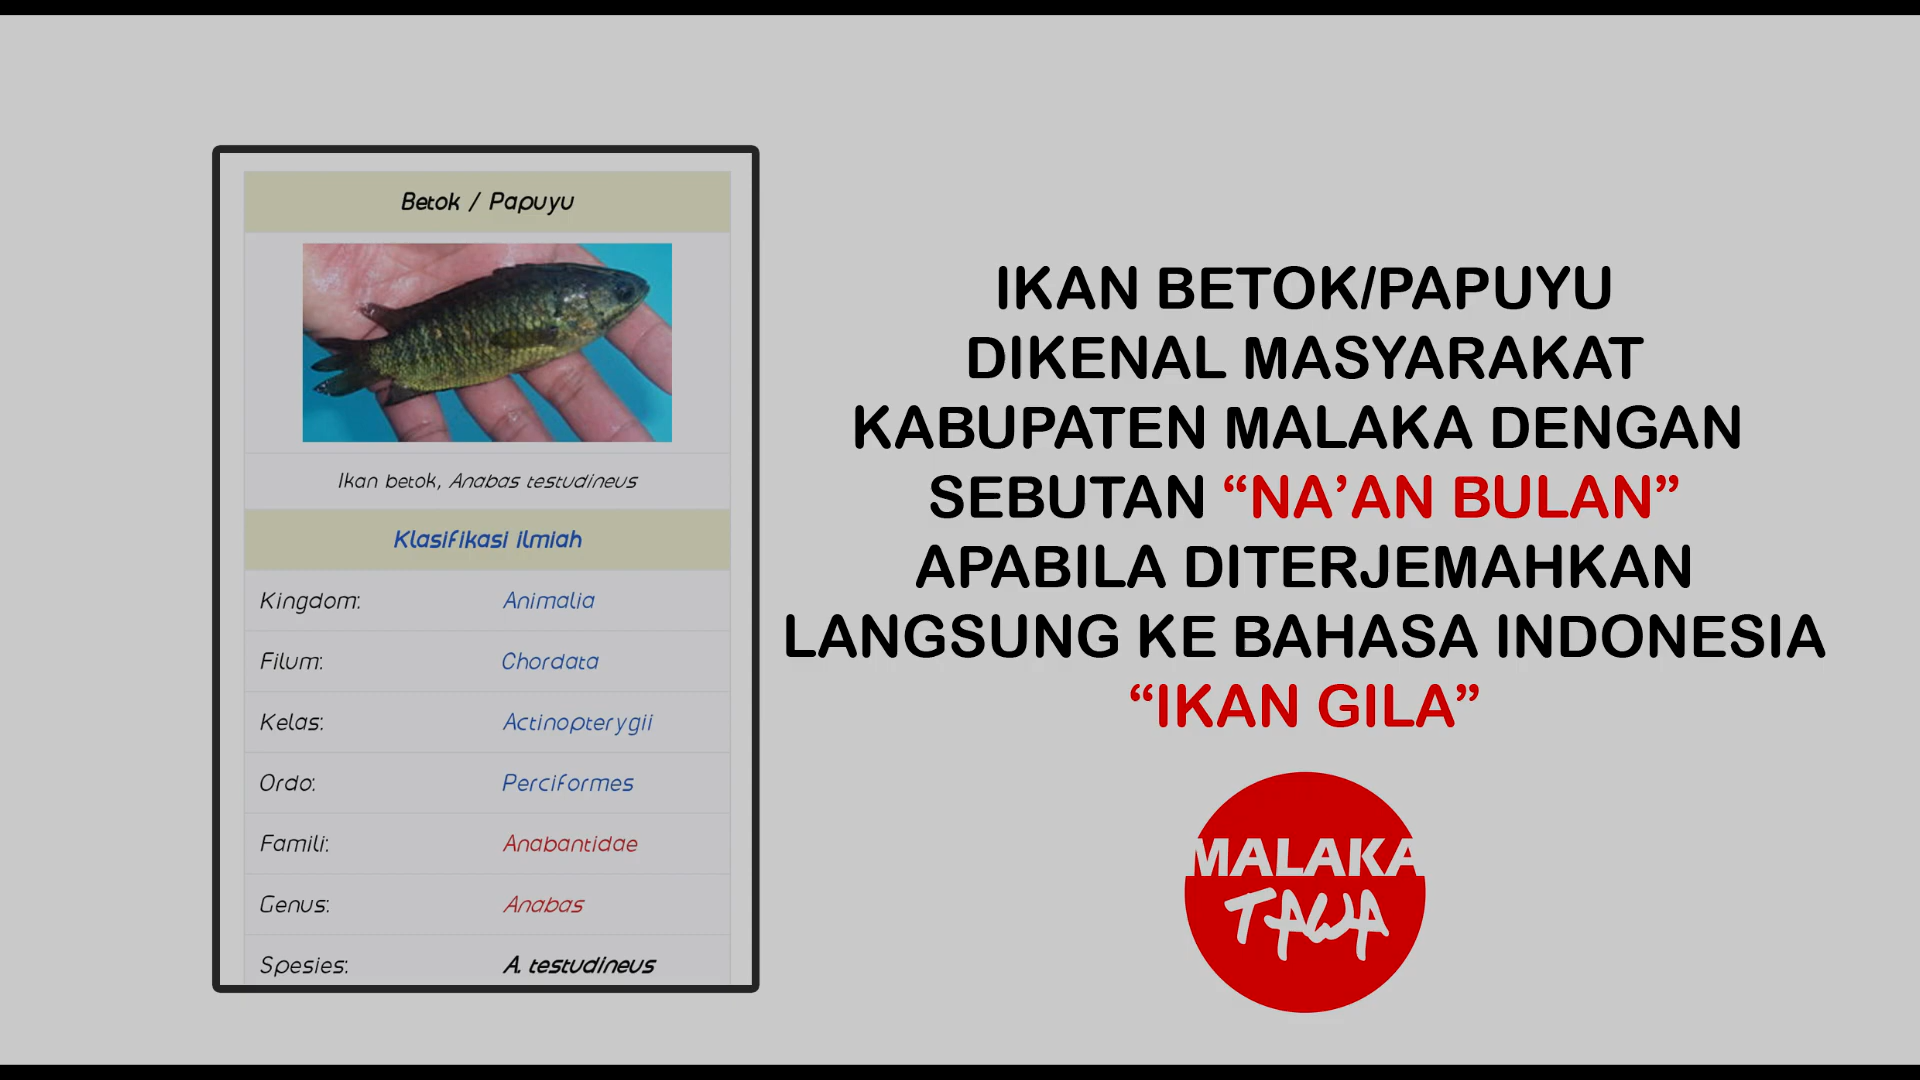 Betok / Papuyu
Ikan betok, Anabas testudineus
Klasifikasi ilmiah
Kingdom: Animalia
Filum: Chordata
Kelas: Actinopterygii
Ordo: Perciformes
Famili: Anabantidae
Genus: Anabas
Spesies: A. testudineus
IKAN BETOK/PAPUYU
DIKENAL MASYARAKAT
KABUPATEN MALAKA DENGAN
SEBUTAN “NA’AN BULAN”
APABILA DITERJEMAHKAN
LANGSUNG KE BAHASA INDONESIA
“IKAN GILA”
MALAKA
TAWA